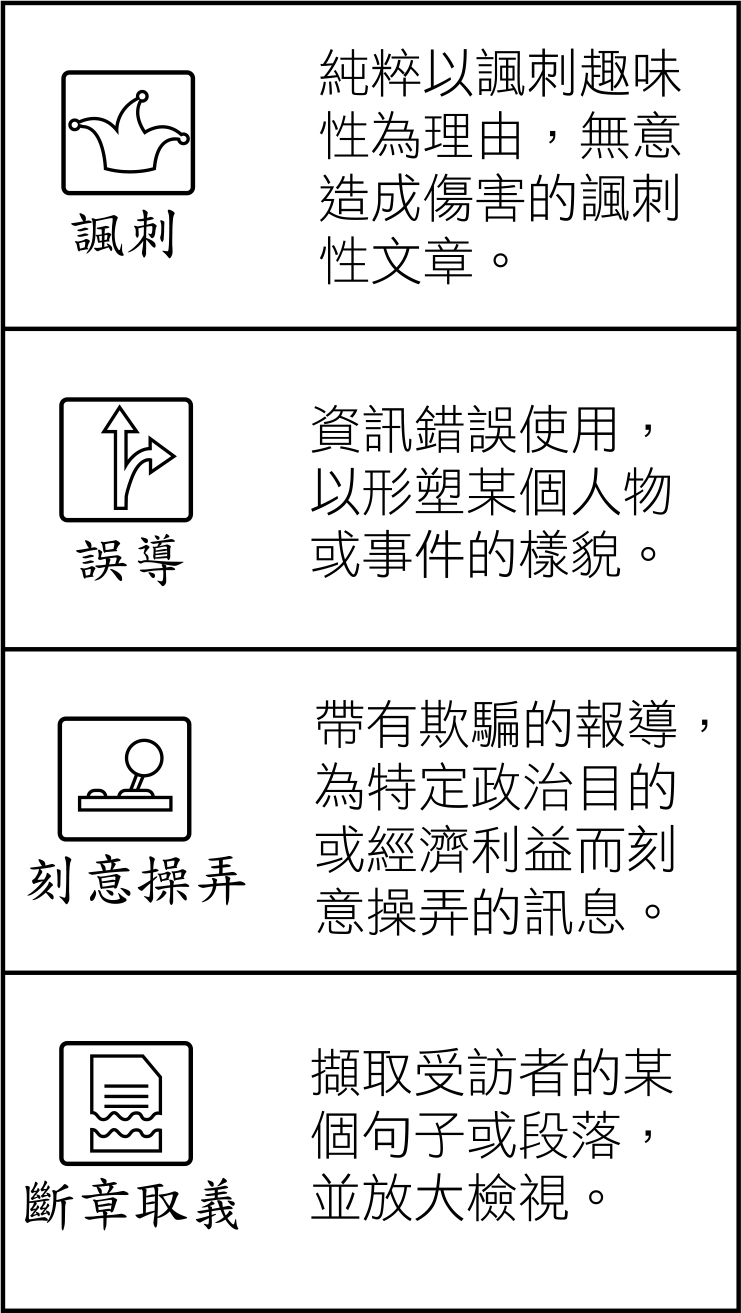 諷刺
純粹以諷刺趣味
性為理由，無意
造成傷害的諷刺
性文章。
誤導
資訊錯誤使用，
以形塑某個人物
或事件的樣貌。
刻意操弄
帶有欺騙的報導，
為特定政治目的
或經濟利益而刻
意操弄的訊息。
斷章取義
擷取受訪者的某
個句子或段落，
並放大檢視。